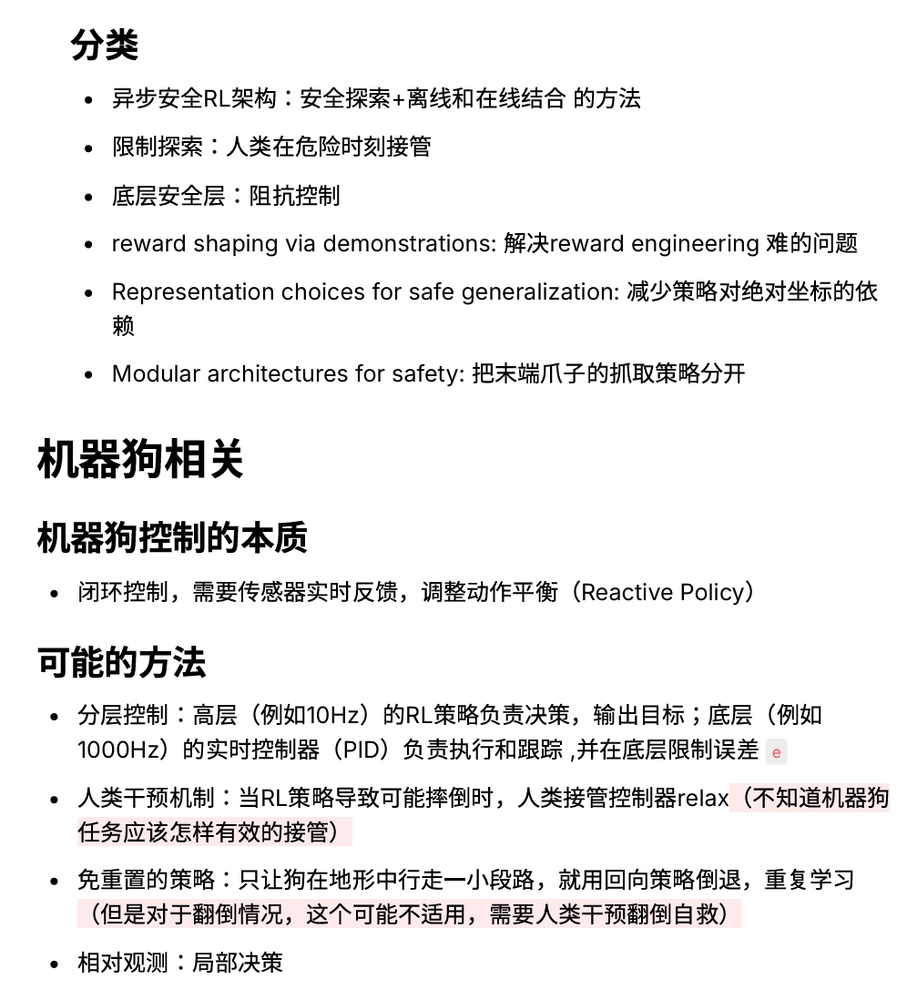 分类
• 异步安全RL架构：安全探索+离线和在线结合 的方法
• 限制探索：人类在危险时刻接管
• 底层安全层：阻抗控制
• reward shaping via demonstrations: 解决reward engineering 难的问题
• Representation choices for safe generalization: 减少策略对绝对坐标的依
赖
• Modular architectures for safety: 把末端爪子的抓取策略分开
机器狗相关
机器狗控制的本质
• 闭环控制，需要传感器实时反馈，调整动作平衡（Reactive Policy）
可能的方法
• 分层控制：高层（例如10Hz）的RL策略负责决策，输出目标；底层（例如
1000Hz）的实时控制器（PID）负责执行和跟踪 ,并在底层限制误差 e
• 人类干预机制：当RL策略导致可能摔倒时，人类接管控制器relax（不知道机器狗
任务应该怎样有效的接管）
• 免重置的策略：只让狗在地形中行走一小段路，就用回向策略倒退，重复学习
（但是对于翻倒情况，这个可能不适用，需要人类干预翻倒自救）
• 相对观测：局部决策